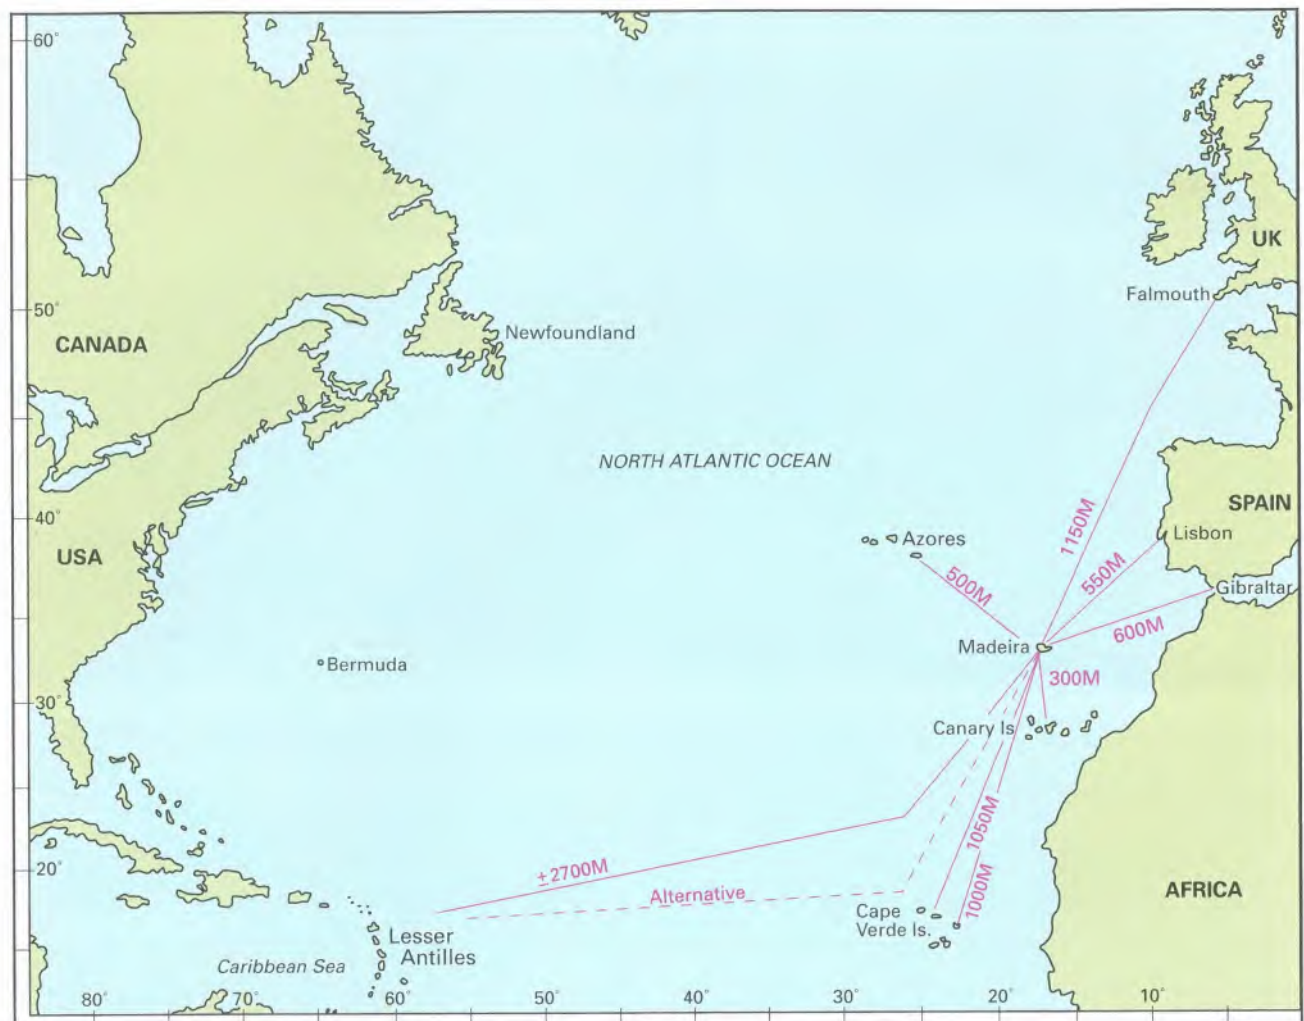 60°
UK
Falmouth
50°
CANADA
Newfoundland
NORTH ATLANTIC OCEAN
SPAIN
1150M
40°
USA
Azores
Lisbon
550M
500M
Gibraltar
600M
Madeira
Bermuda
300M
30°
Canary Is
1050M
±2700M
20°
1000M
Alternative
AFRICA
Cape
Verde Is.
Lesser
Antilles
Caribbean Sea
80° 70° 60° 50° 40° 30° 20° 10°